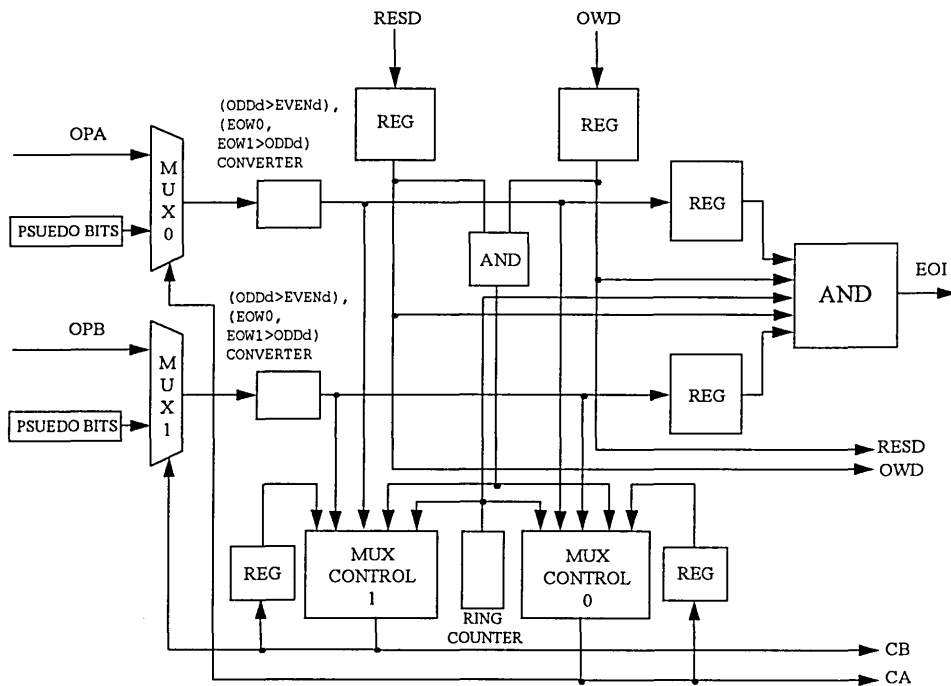 RESD
OWD
REG
REG
(ODDd>EVENd),
(EOW0,
EOW1>ODDd)
CONVERTER
OPA
MUX0
PSUEDO BITS
REG
AND
AND
EOI
(ODDd>EVENd),
(EOW0,
EOW1>ODDd)
CONVERTER
OPB
MUX1
PSUEDO BITS
REG
RESD
OWD
REG
MUX
CONTROL
1
RING
COUNTER
MUX
CONTROL
0
REG
CB
CA